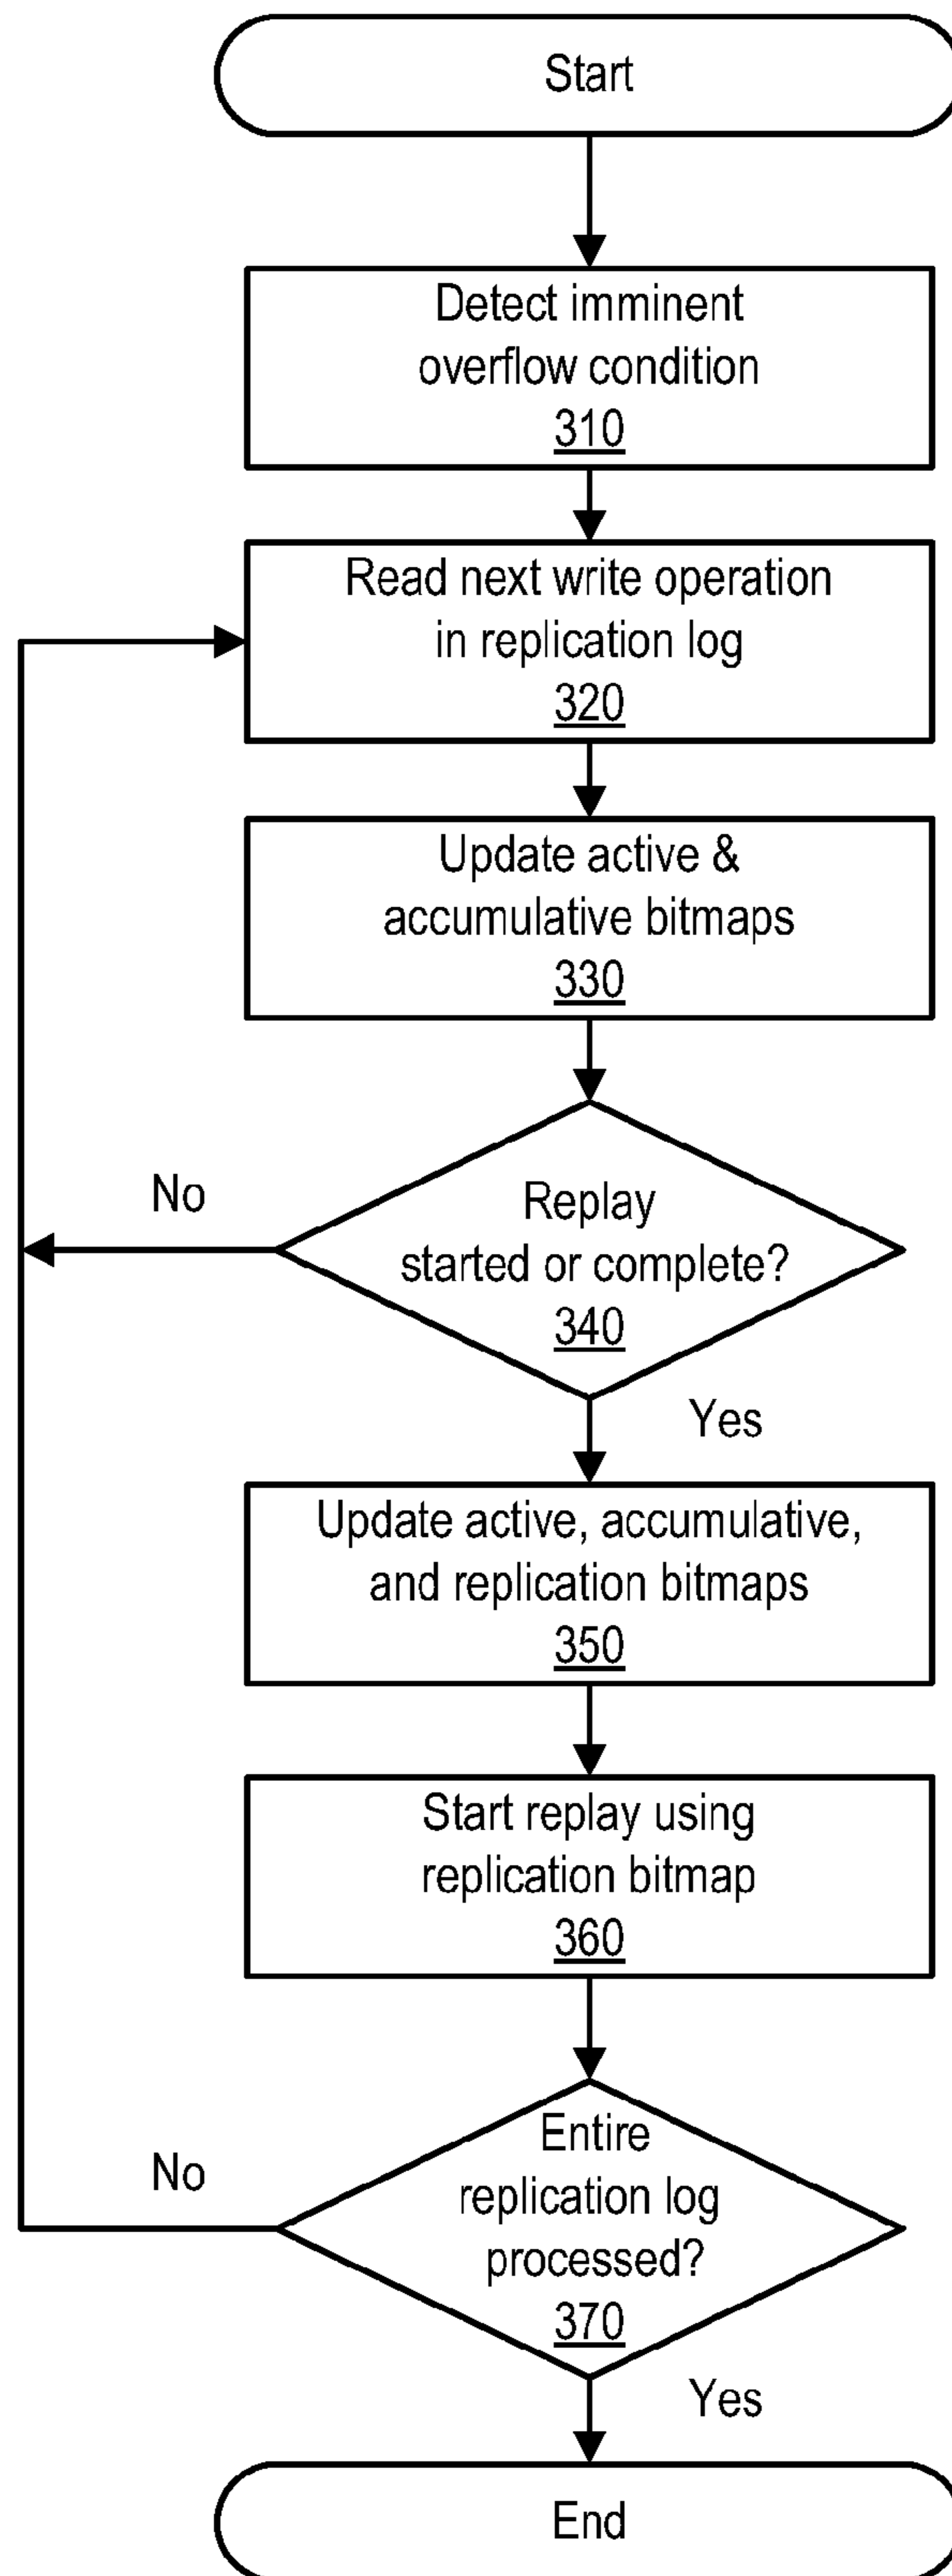 Start
Detect imminent
overflow condition
310
Read next write operation
in replication log
320
Update active &
accumulative bitmaps
330
No
Replay
started or complete?
340
Yes
Update active, accumulative,
and replication bitmaps
350
Start replay using
replication bitmap
360
No
Entire
replication log
processed?
370
Yes
End